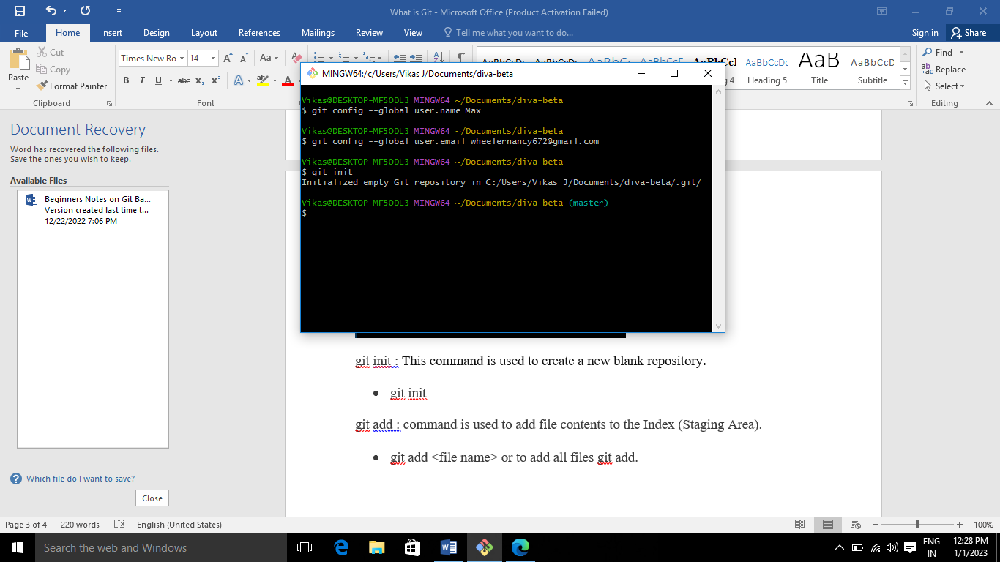 What is Git - Microsoft Office (Product Activation Failed)
File Home Insert Design Layout References Mailings Review View Tell me what you want to do... Sign in Share
Paste
Cut
Copy
Format Painter
Clipboard
Times New Ro 14
Aa
B I U abc x₂ x² A ab A
Font
AaBbCcDc AaBbCcDc AaB AaBbCcD
4 Heading 5 Title Subtitle
Find
Replace
Select
Editing
Document Recovery
Word has recovered the following files.
Save the ones you wish to keep.
Available Files
Beginners Notes on Git Ba...
Version created last time t...
12/22/2022 7:06 PM
Which file do I want to save?
Close
MINGW64:/c/Users/Vikas J/Documents/diva-beta
Vikas@DESKTOP-MF5ODL3 MINGW64 ~/Documents/diva-beta
$ git config --global user.name Max
Vikas@DESKTOP-MF5ODL3 MINGW64 ~/Documents/diva-beta
$ git config --global user.email wheelernancy672@gmail.com
Vikas@DESKTOP-MF5ODL3 MINGW64 ~/Documents/diva-beta
$ git init
Initialized empty Git repository in C:/Users/Vikas J/Documents/diva-beta/.git/
Vikas@DESKTOP-MF5ODL3 MINGW64 ~/Documents/diva-beta (master)
$
git init : This command is used to create a new blank repository.
• git init
git add : command is used to add file contents to the Index (Staging Area).
• git add <file name> or to add all files git add.
Page 3 of 4 220 words English (United States) 100%
Search the web and Windows
ENG
IN
12:28 PM
1/1/2023